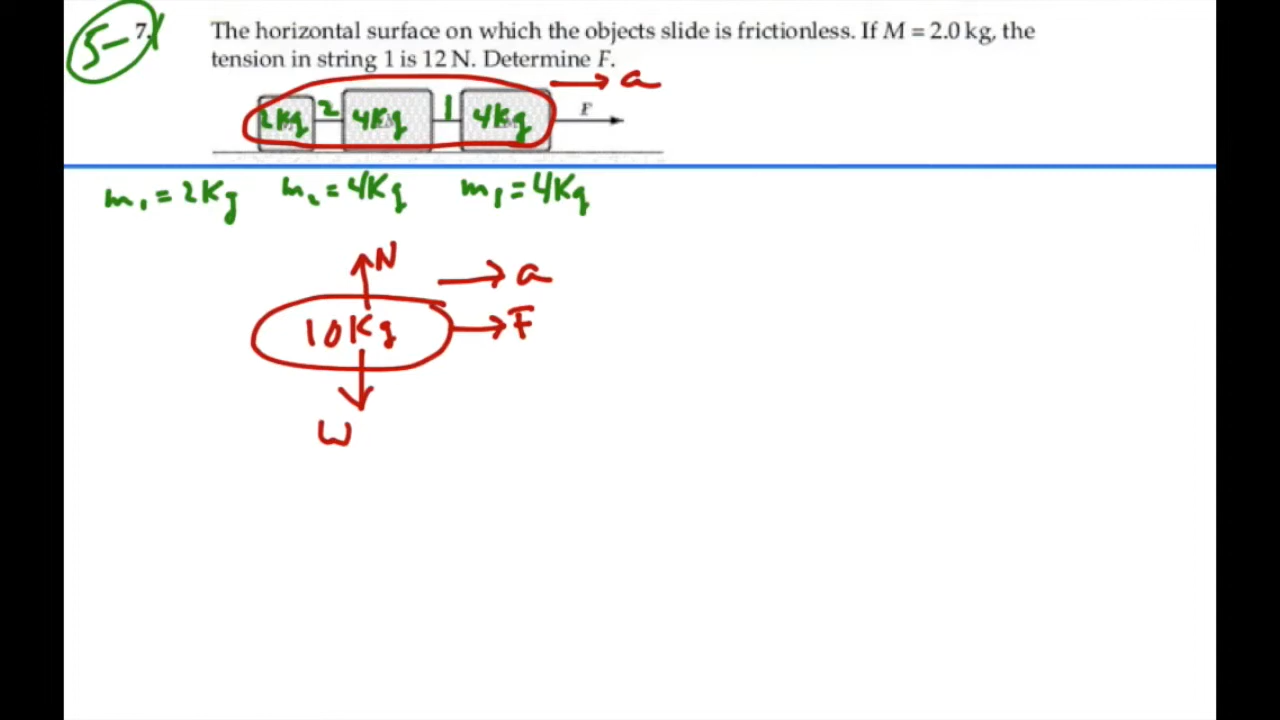 5-7.
The horizontal surface on which the objects slide is frictionless. If M = 2.0 kg, the
tension in string 1 is 12 N. Determine F.
a
2Kg 2 4Kg 1 4Kg F
m₁ = 2Kg m₂ = 4Kg m₁ = 4Kg
N
a
10Kg F
W